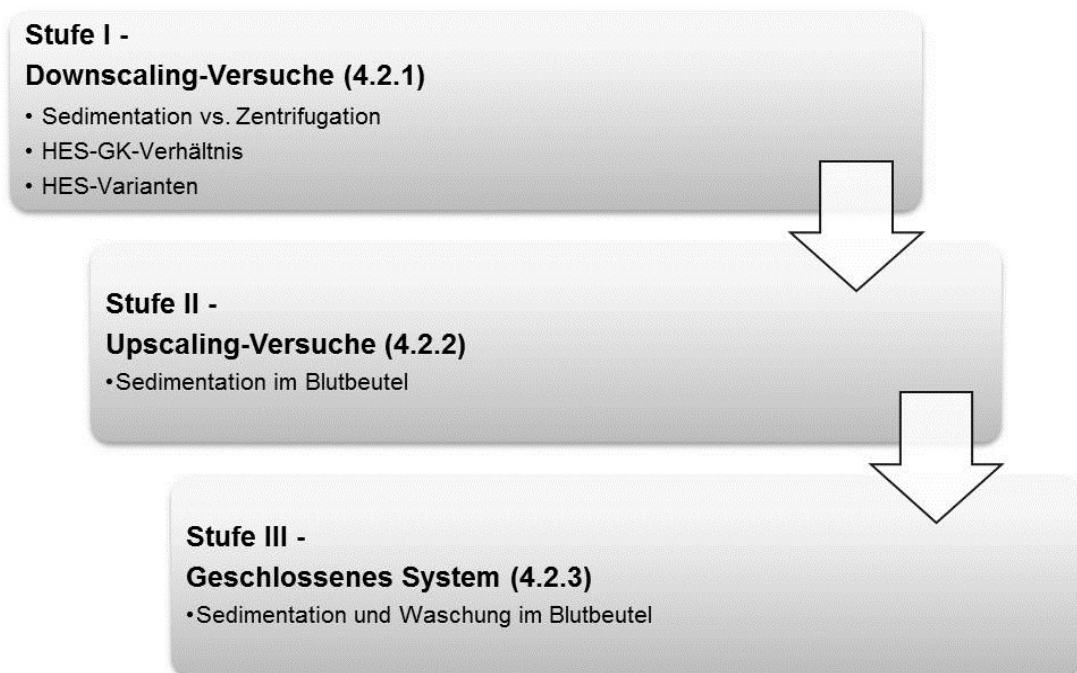 Stufe I -
Downscaling-Versuche (4.2.1)
• Sedimentation vs. Zentrifugation
• HES-GK-Verhältnis
• HES-Varianten
Stufe II -
Upscaling-Versuche (4.2.2)
•Sedimentation im Blutbeutel
Stufe III -
Geschlossenes System (4.2.3)
•Sedimentation und Waschung im Blutbeutel